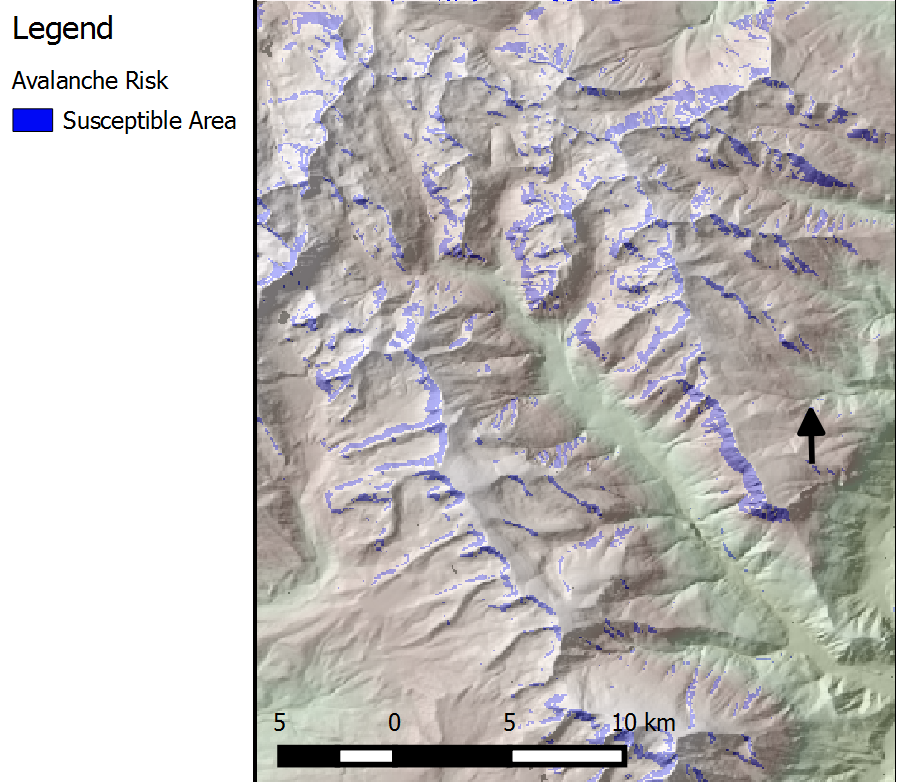 Legend
Avalanche Risk
Susceptible Area
5 0 5 10 km